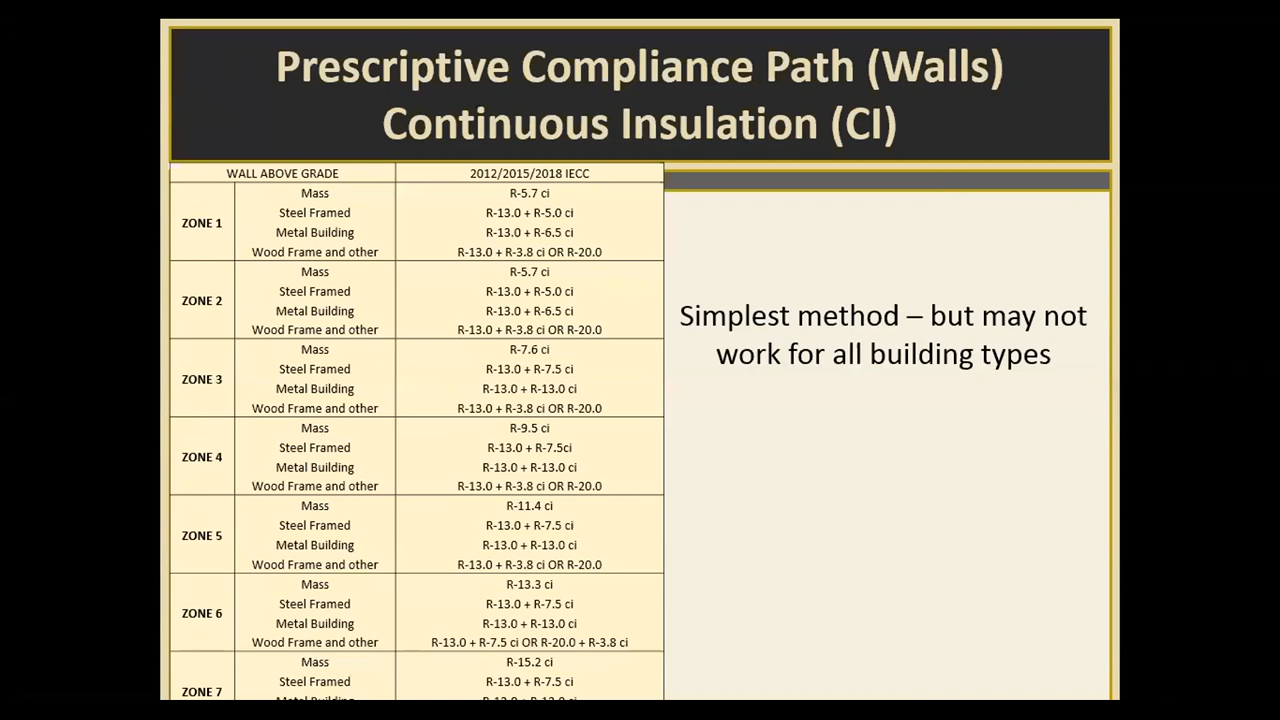 Prescriptive Compliance Path (Walls)
Continuous Insulation (CI)
WALL ABOVE GRADE 2012/2015/2018 IECC
ZONE 1
Mass R-5.7 ci
Steel Framed R-13.0 + R-5.0 ci
Metal Building R-13.0 + R-6.5 ci
Wood Frame and other R-13.0 + R-3.8 ci OR R-20.0
ZONE 2
Mass R-5.7 ci
Steel Framed R-13.0 + R-5.0 ci
Metal Building R-13.0 + R-6.5 ci
Wood Frame and other R-13.0 + R-3.8 ci OR R-20.0
ZONE 3
Mass R-7.6 ci
Steel Framed R-13.0 + R-7.5 ci
Metal Building R-13.0 + R-13.0 ci
Wood Frame and other R-13.0 + R-3.8 ci OR R-20.0
ZONE 4
Mass R-9.5 ci
Steel Framed R-13.0 + R-7.5ci
Metal Building R-13.0 + R-13.0 ci
Wood Frame and other R-13.0 + R-3.8 ci OR R-20.0
ZONE 5
Mass R-11.4 ci
Steel Framed R-13.0 + R-7.5 ci
Metal Building R-13.0 + R-13.0 ci
Wood Frame and other R-13.0 + R-3.8 ci OR R-20.0
ZONE 6
Mass R-13.3 ci
Steel Framed R-13.0 + R-7.5 ci
Metal Building R-13.0 + R-13.0 ci
Wood Frame and other R-13.0 + R-7.5 ci OR R-20.0 + R-3.8 ci
ZONE 7
Mass R-15.2 ci
Steel Framed R-13.0 + R-7.5 ci
Simplest method – but may not
work for all building types